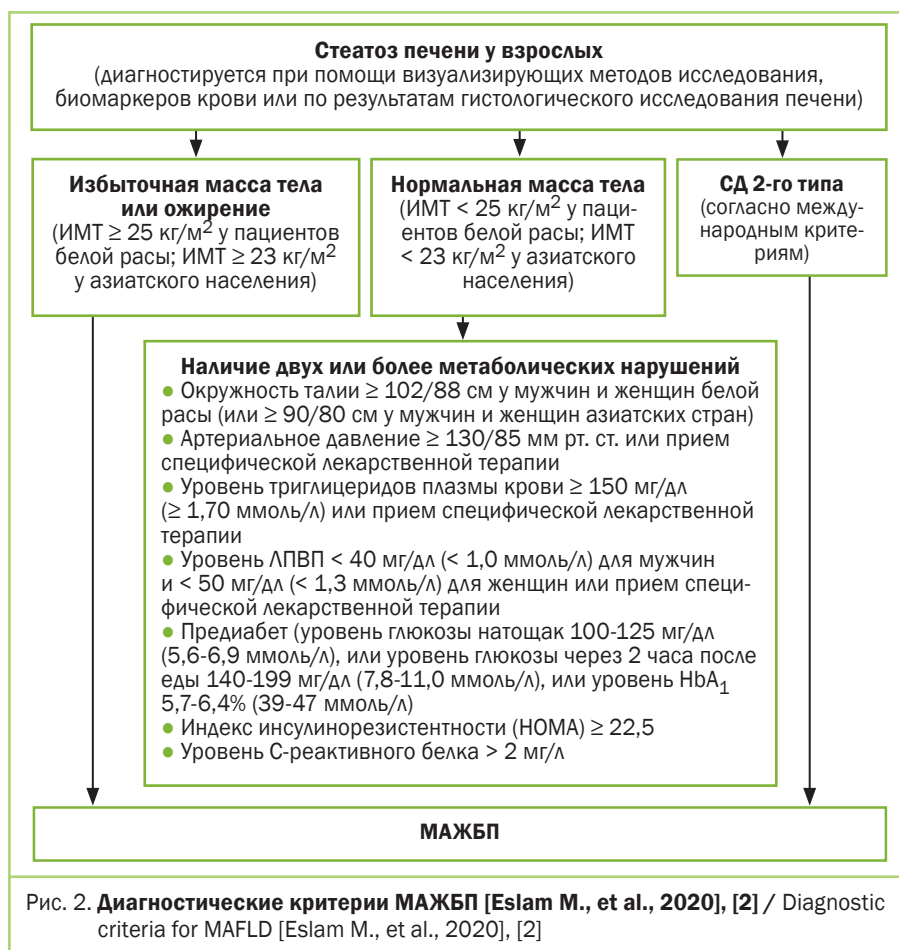 Стеатоз печени у взрослых
(диагностируется при помощи визуализирующих методов исследования,
биомаркеров крови или по результатам гистологического исследования печени)
Избыточная масса тела
или ожирение
(ИМТ ≥ 25 кг/м² у пациентов
белой расы; ИМТ ≥ 23 кг/м²
у азиатского населения)
Нормальная масса тела
(ИМТ < 25 кг/м² у паци-
ентов белой расы; ИМТ
< 23 кг/м² у азиатского
населения)
СД 2-го типа
(согласно между-
народным крите-
риям)
Наличие двух или более метаболических нарушений
● Окружность талии ≥ 102/88 см у мужчин и женщин белой
расы (или ≥ 90/80 см у мужчин и женщин азиатских стран)
● Артериальное давление ≥ 130/85 мм рт. ст. или прием
специфической лекарственной терапии
● Уровень триглицеридов плазмы крови ≥ 150 мг/дл
(≥ 1,70 ммоль/л) или прием специфической лекарственной
терапии
● Уровень ЛПВП < 40 мг/дл (< 1,0 ммоль/л) для мужчин
и < 50 мг/дл (< 1,3 ммоль/л) для женщин или прием специ-
фической лекарственной терапии
● Предиабет (уровень глюкозы натощак 100-125 мг/дл
(5,6-6,9 ммоль/л), или уровень глюкозы через 2 часа после
еды 140-199 мг/дл (7,8-11,0 ммоль/л), или уровень HbA₁
5,7-6,4% (39-47 ммоль/л)
● Индекс инсулинорезистентности (HOMA) ≥ 22,5
● Уровень С-реактивного белка > 2 мг/л
МАЖБП
Рис. 2. Диагностические критерии МАЖБП [Eslam M., et al., 2020], [2] / Diagnostic
criteria for MAFLD [Eslam M., et al., 2020], [2]